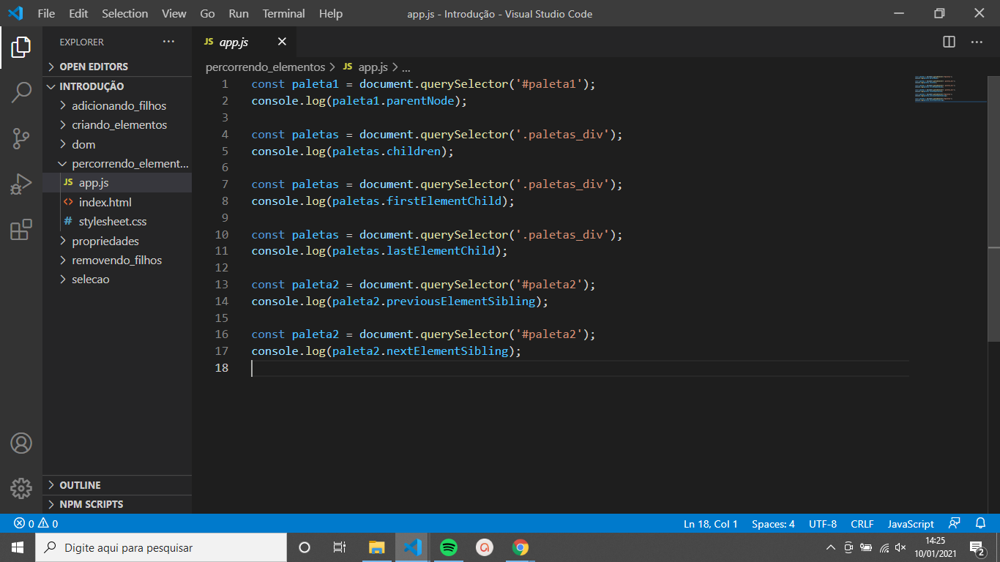 File Edit Selection View Go Run Terminal Help app.js - Introdução - Visual Studio Code
EXPLORER ...
OPEN EDITORS
INTRODUÇÃO
adicionando_filhos
criando_elementos
dom
percorrendo_element...
JS app.js
<> index.html
# stylesheet.css
propriedades
removendo_filhos
selecao
OUTLINE
NPM SCRIPTS
JS app.js
percorrendo_elementos > JS app.js > ...
1 const paleta1 = document.querySelector('#paleta1');
2 console.log(paleta1.parentNode);
3
4 const paletas = document.querySelector('.paletas_div');
5 console.log(paletas.children);
6
7 const paletas = document.querySelector('.paletas_div');
8 console.log(paletas.firstElementChild);
9
10 const paletas = document.querySelector('.paletas_div');
11 console.log(paletas.lastElementChild);
12
13 const paleta2 = document.querySelector('#paleta2');
14 console.log(paleta2.previousElementSibling);
15
16 const paleta2 = document.querySelector('#paleta2');
17 console.log(paleta2.nextElementSibling);
18
0 0 Ln 18, Col 1 Spaces: 4 UTF-8 CRLF JavaScript
Digite aqui para pesquisar
14:25
10/01/2021
2